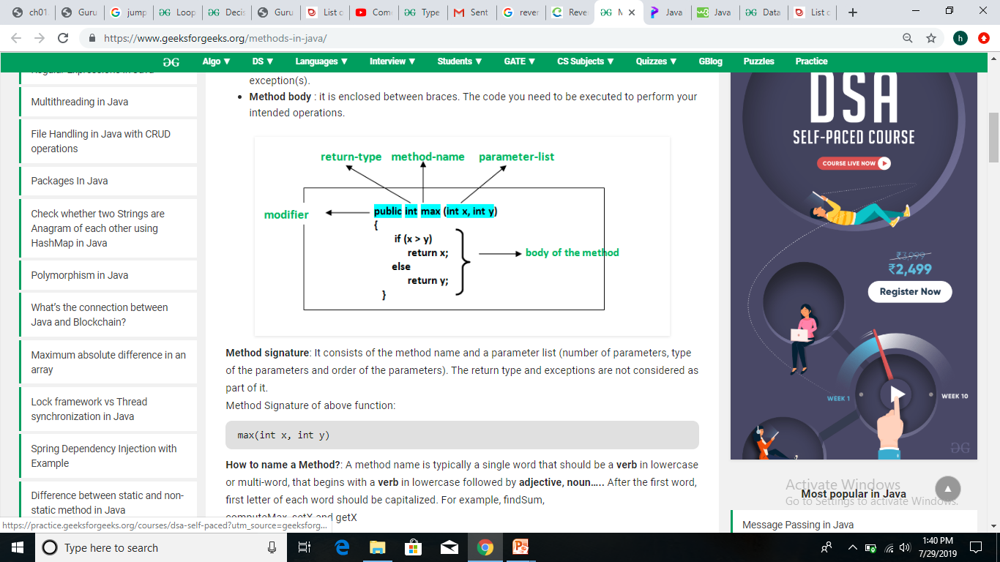 ch01.
Guru
jump
Loop
Decis
Guru
List o
Com
Type
Sent
rever
Reve
Java
Java
Data
List o
https://www.geeksforgeeks.org/methods-in-java/
h
Algo ▼ DS ▼ Languages ▼ Interview ▼ Students ▼ GATE ▼ CS Subjects ▼ Quizzes ▼ GBlog Puzzles Practice
Multithreading in Java
File Handling in Java with CRUD
operations
Packages In Java
Check whether two Strings are
Anagram of each other using
HashMap in Java
Polymorphism in Java
What's the connection between
Java and Blockchain?
Maximum absolute difference in an
array
Lock framework vs Thread
synchronization in Java
Spring Dependency Injection with
Example
Difference between static and non-
static method in Java
https://practice.geeksforgeeks.org/courses/dsa-self-paced?utm_source=geeksforg...
exception(s).
• Method body : it is enclosed between braces. The code you need to be executed to perform your
intended operations.
return-type method-name parameter-list
modifier
public int max (int x, int y)
{
if (x > y)
return x;
else
return y;
}
body of the method
Method signature: It consists of the method name and a parameter list (number of parameters, type
of the parameters and order of the parameters). The return type and exceptions are not considered as
part of it.
Method Signature of above function:
max(int x, int y)
How to name a Method?: A method name is typically a single word that should be a verb in lowercase
or multi-word, that begins with a verb in lowercase followed by adjective, noun….. After the first word,
first letter of each word should be capitalized. For example, findSum,
computeMax, setX and getX
DSA
SELF-PACED COURSE
COURSE LIVE NOW
₹3,999
₹2,499
Register Now
WEEK 1
WEEK 10
Activate Windows
Go to Settings to activate Windows.
Most popular in Java
Message Passing in Java
Type here to search
1:40 PM
7/29/2019